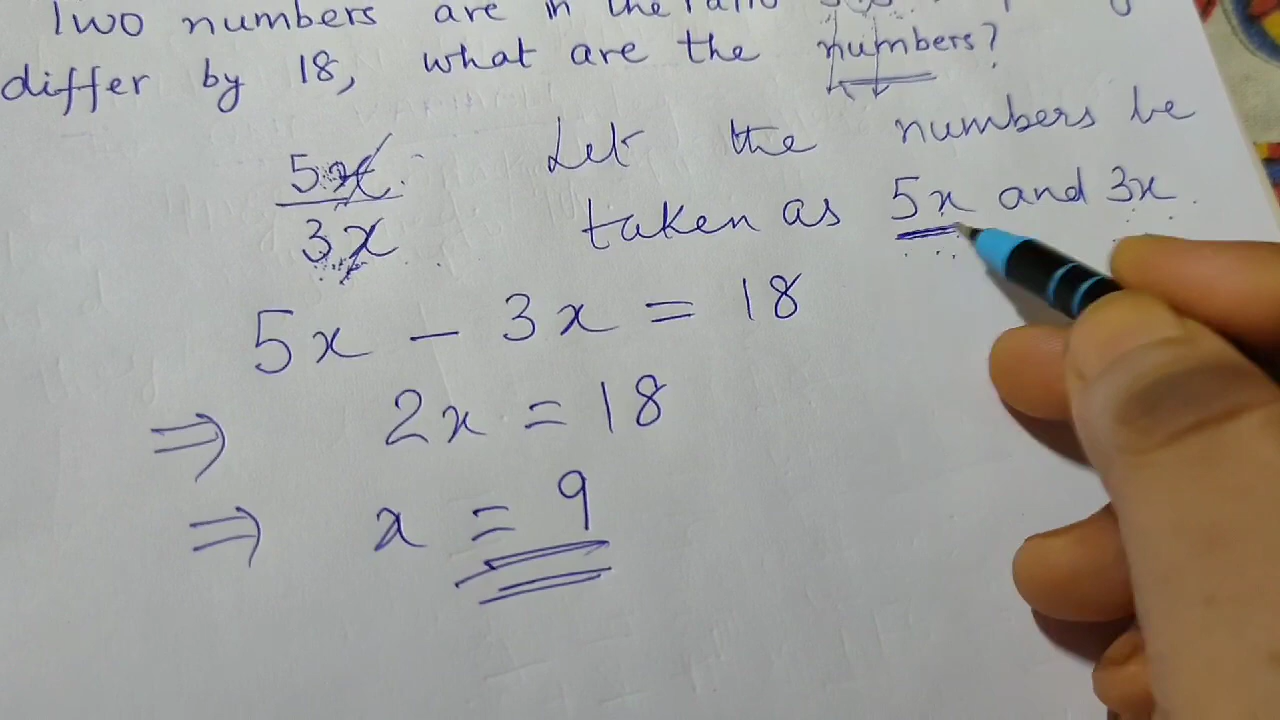 Two numbers are in the ratio
differ by 18, what are the numbers?
5x
3x
Let the numbers be
taken as 5x and 3x.
5x - 3x = 18
⇒ 2x = 18
⇒ x = 9